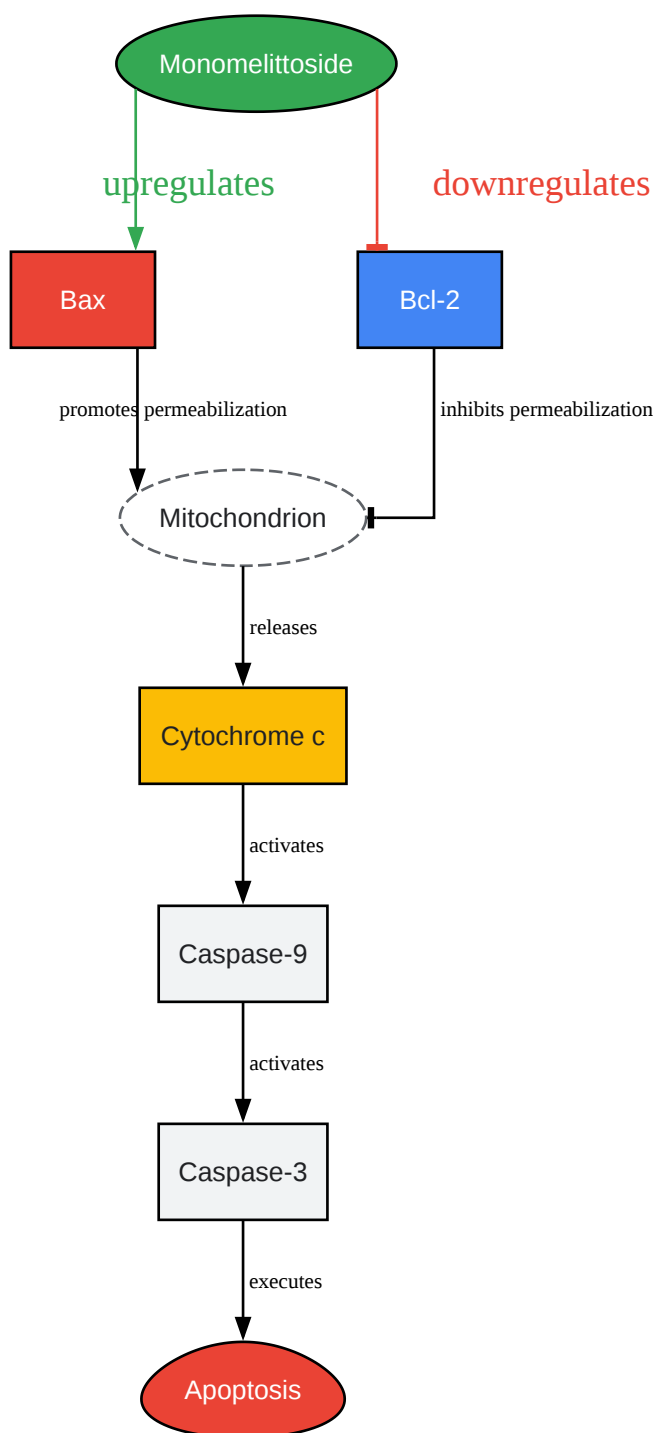 Monomelittoside
upregulates
downregulates
Bax
Bcl-2
promotes permeabilization
inhibits permeabilization
Mitochondrion
releases
Cytochrome c
activates
Caspase-9
activates
Caspase-3
executes
Apoptosis